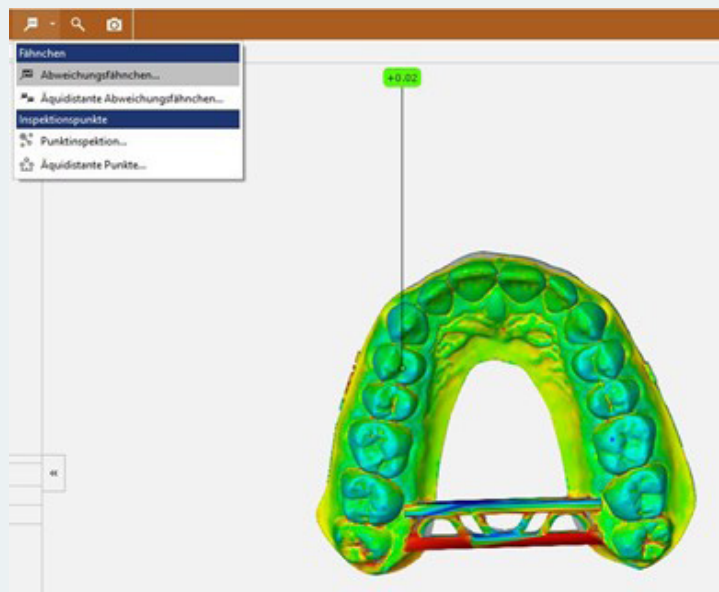 Fähnchen
Abweichungsfähnchen...
Äquidistante Abweichungsfähnchen...
Inspektionspunkte
Punktinspektion...
Äquidistante Punkte...
+0.02
«